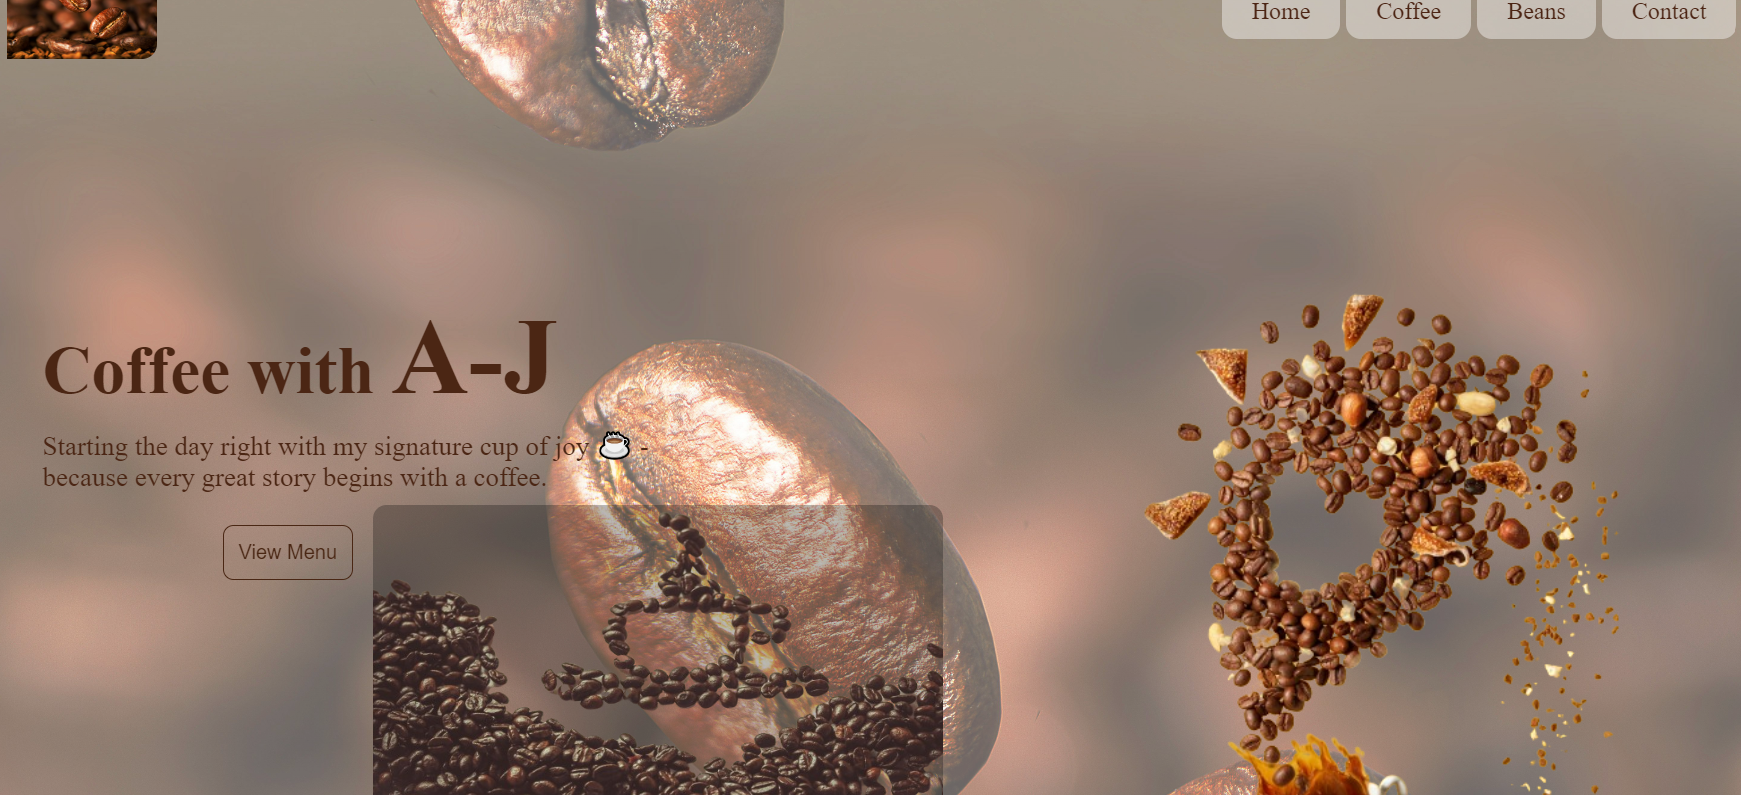 Home Coffee Beans Contact
Coffee with A-J
Starting the day right with my signature cup of joy ☕ -
because every great story begins with a coffee.
View Menu